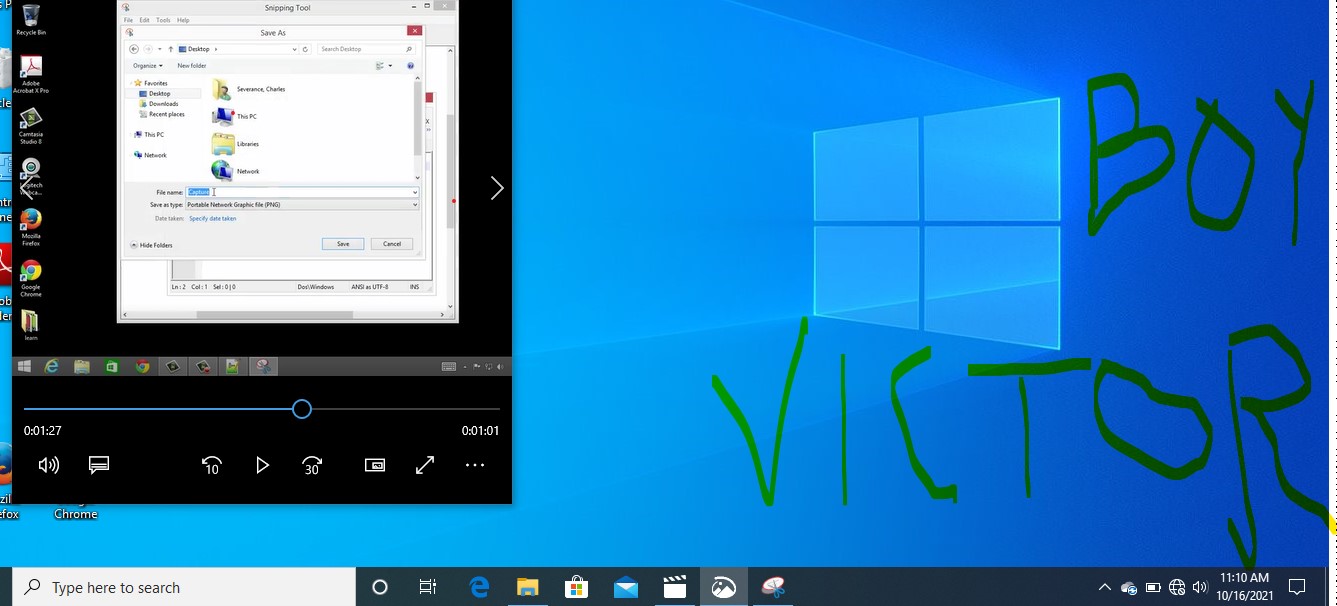 Recycle Bin
Adobe
Acrobat X Pro
Camtasia
Studio 8
Mozilla
Firefox
Google
Chrome
learn
Snipping Tool
File Edit Tools Help
Save As
Desktop
Search Desktop
Organize
New folder
Favorites
Desktop
Downloads
Recent places
This PC
Network
Severance, Charles
This PC
Libraries
Network
File name: Capture
Save as type: Portable Network Graphic file (PNG)
Date taken: Specify date taken
Hide Folders
Save
Cancel
Ln : 2 Col : 1 Sel : 0 | 0
Dos\Windows
ANSI as UTF-8
INS
0:01:27
0:01:01
10
30
Chrome
BOY
VICTOR
Type here to search
11:10 AM
10/16/2021